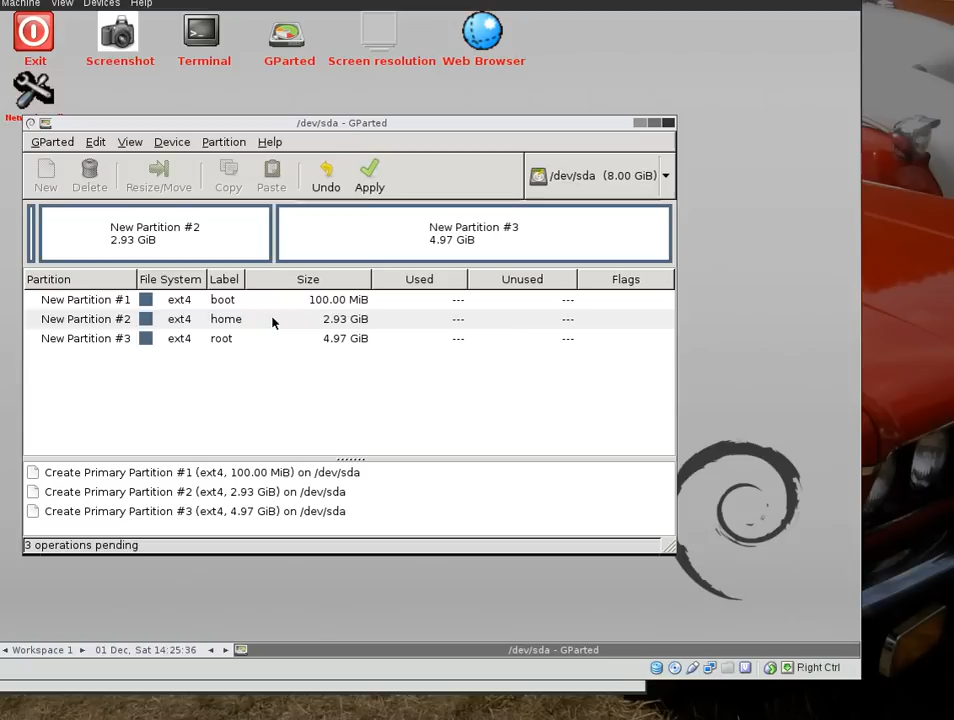 Machine View Devices Help
Exit Screenshot Terminal GParted Screen resolution Web Browser
/dev/sda - GParted
GParted Edit View Device Partition Help
New Delete Resize/Move Copy Paste Undo Apply /dev/sda (8.00 GiB)
New Partition #2 New Partition #3
2.93 GiB 4.97 GiB
Partition File System Label Size Used Unused Flags
New Partition #1 ext4 boot 100.00 MiB --- ---
New Partition #2 ext4 home 2.93 GiB --- ---
New Partition #3 ext4 root 4.97 GiB --- ---
Create Primary Partition #1 (ext4, 100.00 MiB) on /dev/sda
Create Primary Partition #2 (ext4, 2.93 GiB) on /dev/sda
Create Primary Partition #3 (ext4, 4.97 GiB) on /dev/sda
3 operations pending
Workspace 1 01 Dec, Sat 14:25:36 /dev/sda - GParted
Right Ctrl